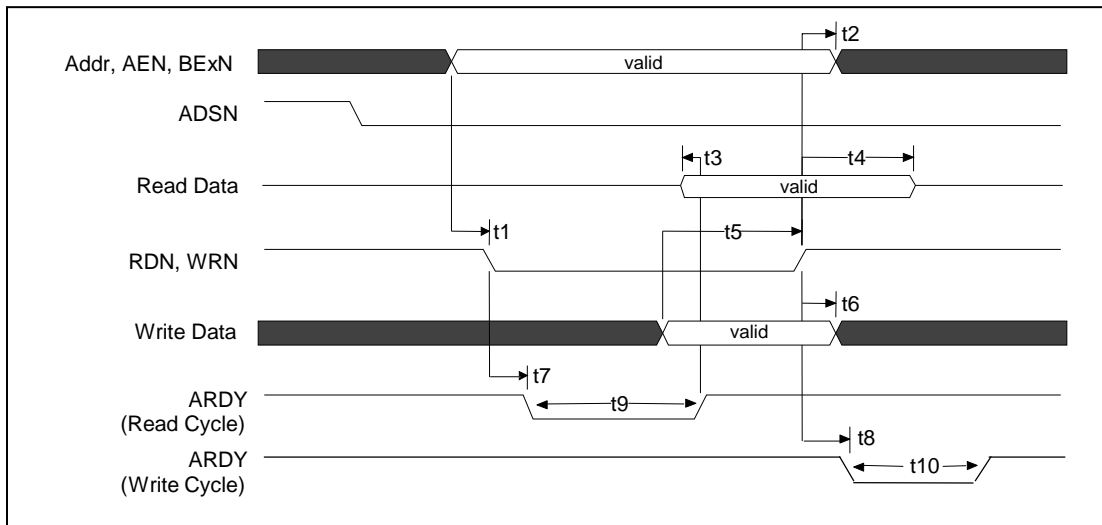 t2
Addr, AEN, BExN
valid
ADSN
t3
t4
Read Data
valid
t1
t5
RDN, WRN
t6
Write Data
valid
t7
ARDY
(Read Cycle)
t9
t8
ARDY
(Write Cycle)
t10